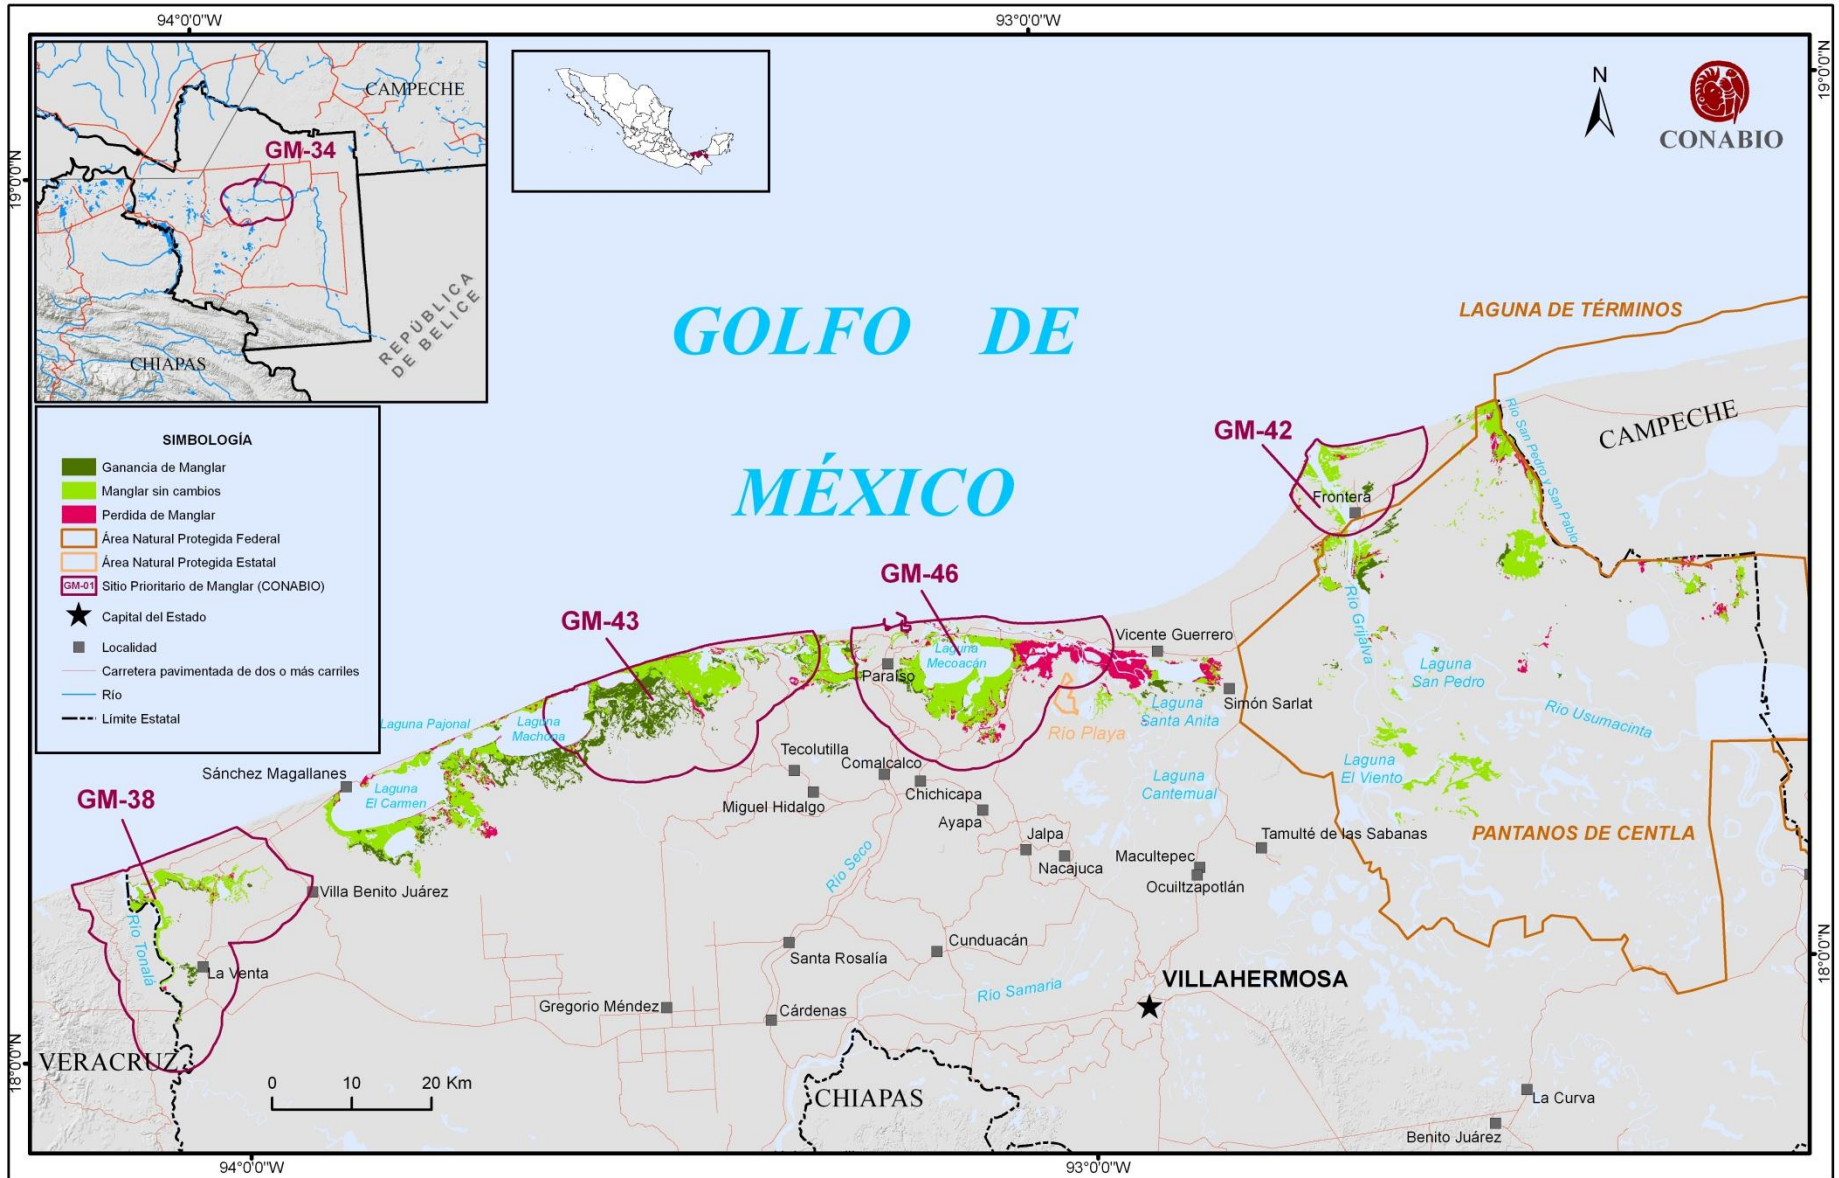 94°0'0"W
93°0'0"W
19°0'0"N
19°0'0"N
CAMPECHE
GM-34
REPÚBLICA
DE BELICE
CHIAPAS
N
CONABIO
GOLFO DE
MÉXICO
LAGUNA DE TÉRMINOS
CAMPECHE
Río San Pedro y San Pablo
GM-42
Frontera
SIMBOLOGÍA
Ganancia de Manglar
Manglar sin cambios
Perdida de Manglar
Área Natural Protegida Federal
Área Natural Protegida Estatal
GM-01 Sitio Prioritario de Manglar (CONABIO)
Capital del Estado
Localidad
Carretera pavimentada de dos o más carriles
Río
Límite Estatal
GM-46
GM-43
Vicente Guerrero
Río Grijalva
Laguna
Mecoacán
Paraíso
Laguna
San Pedro
Simón Sarlat
Laguna
Santa Anita
Río Usumacinta
Río Playa
Laguna Pajonal
Laguna
Machona
Tecolutilla
Comalcalco
Laguna
El Viento
Laguna
Cantemual
Sánchez Magallanes
Laguna
El Carmen
GM-38
Chichicapa
Miguel Hidalgo
Ayapa
Jalpa
Nacajuca
Tamulté de las Sabanas
PANTANOS DE CENTLA
Macultepec
Ocuiltzapotlán
Río Seco
Villa Benito Juárez
Río Tonala
La Venta
Cunduacán
Santa Rosalía
Río Samaria
VILLAHERMOSA
Gregorio Méndez
Cárdenas
18°0'0"N
18°0'0"N
VERACRUZ
0 10 20 Km
CHIAPAS
La Curva
Benito Juárez
94°0'0"W
93°0'0"W